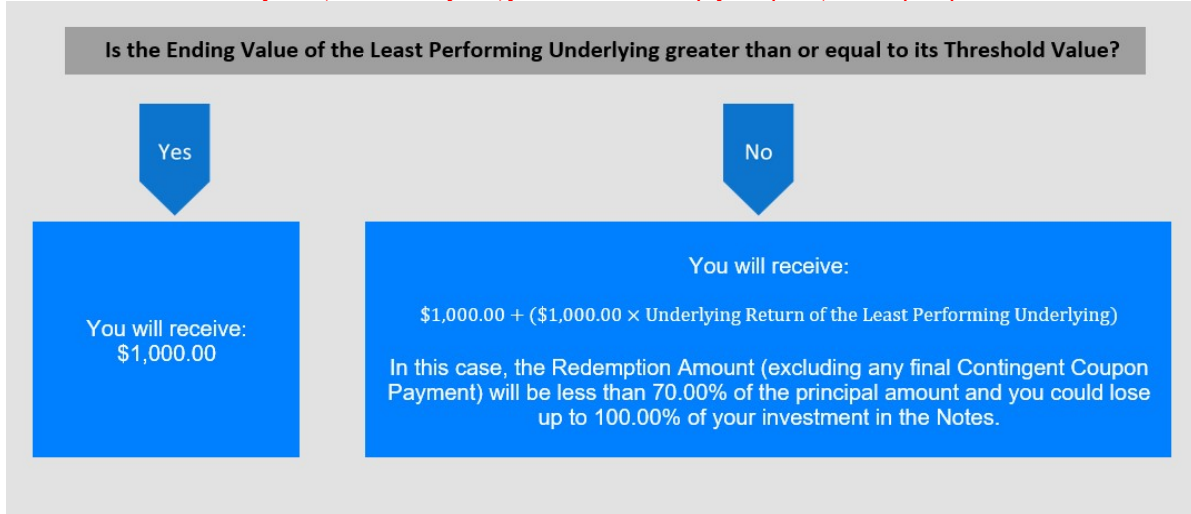 Is the Ending Value of the Least Performing Underlying greater than or equal to its Threshold Value?
Yes
No
You will receive:
$1,000.00
You will receive:
$1,000.00 + ($1,000.00 × Underlying Return of the Least Performing Underlying)
In this case, the Redemption Amount (excluding any final Contingent Coupon
Payment) will be less than 70.00% of the principal amount and you could lose
up to 100.00% of your investment in the Notes.